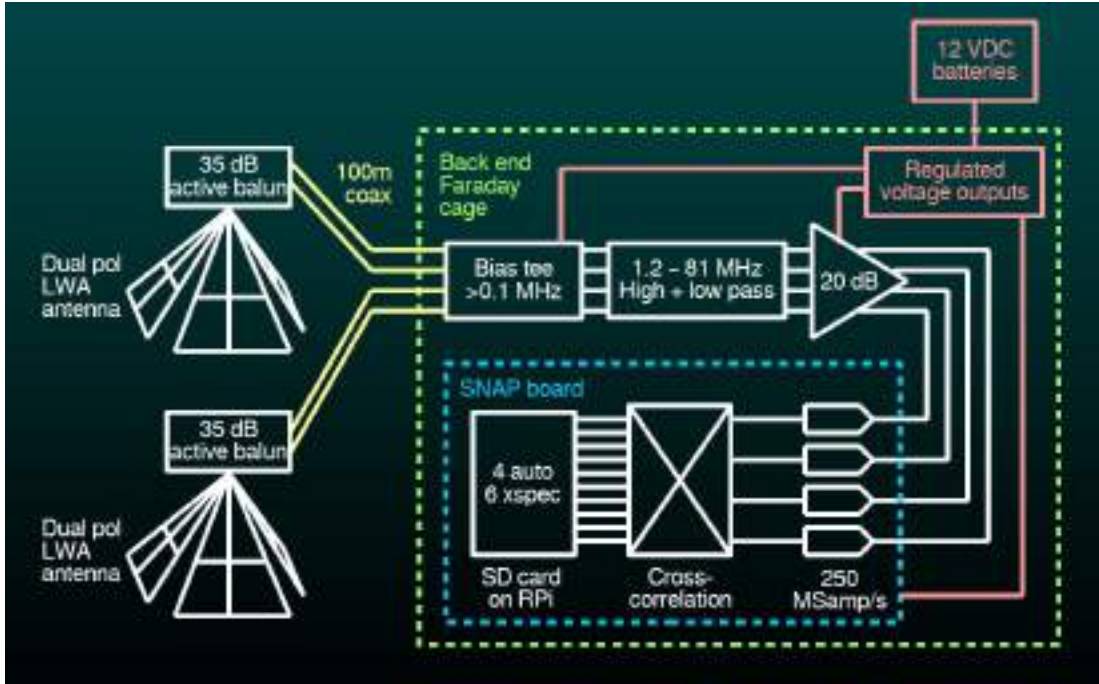 12 VDC
batteries
35 dB
active balun
100m
coax
Back end
Faraday
cage
Regulated
voltage outputs
Dual pol
LWA
antenna
Bias tee
>0.1 MHz
1.2 – 81 MHz
High + low pass
20 dB
SNAP board
35 dB
active balun
4 auto
6 xspec
Dual pol
LWA
antenna
SD card
on RPi
Cross-
correlation
250
MSamp/s